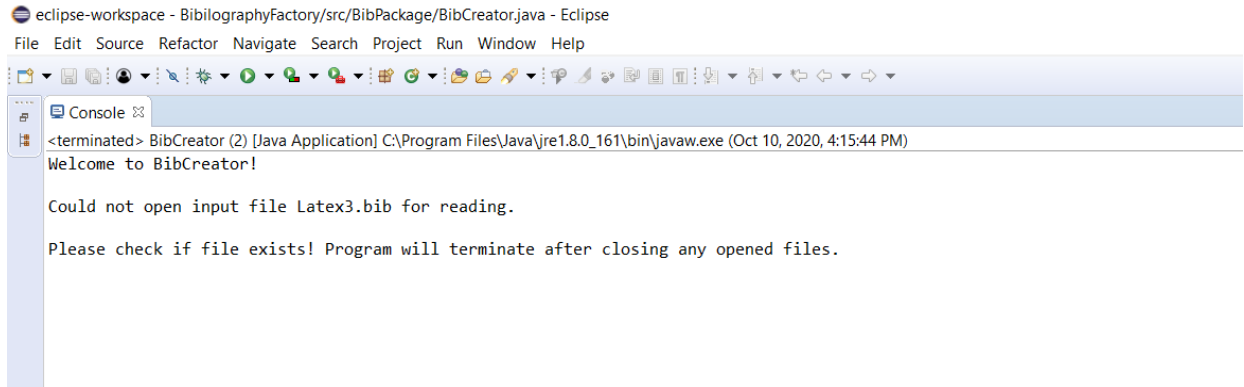 eclipse-workspace - BibilographyFactory/src/BibPackage/BibCreator.java - Eclipse
File Edit Source Refactor Navigate Search Project Run Window Help
Console
<terminated> BibCreator (2) [Java Application] C:\Program Files\Java\jre1.8.0_161\bin\javaw.exe (Oct 10, 2020, 4:15:44 PM)
Welcome to BibCreator!
Could not open input file Latex3.bib for reading.
Please check if file exists! Program will terminate after closing any opened files.